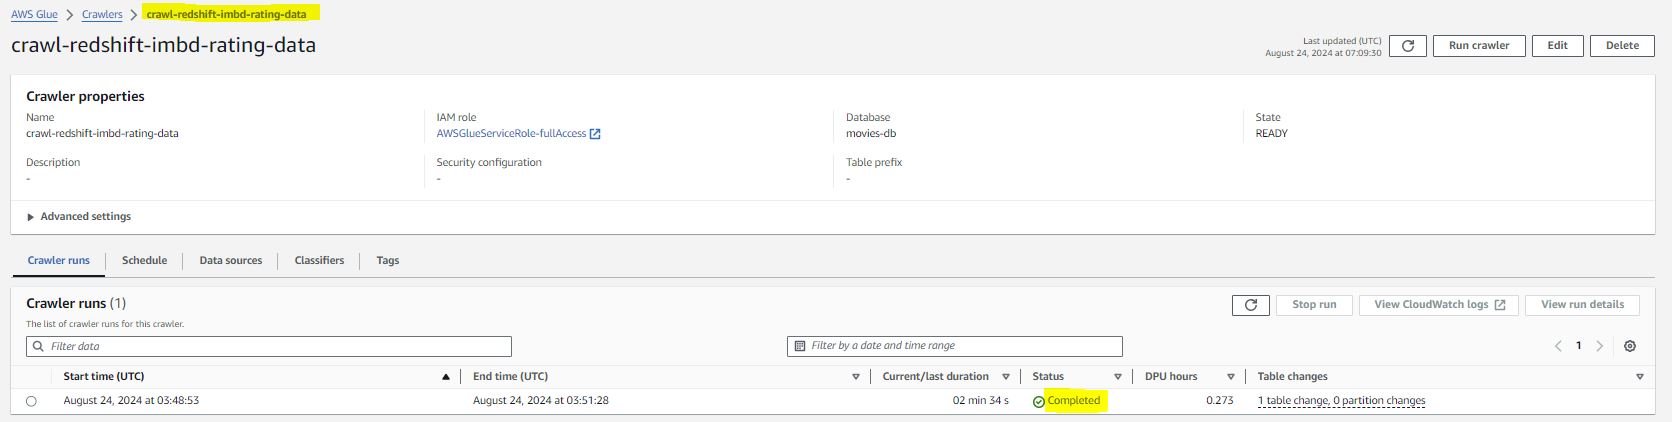 AWS Glue > Crawlers > crawl-redshift-imbd-rating-data
crawl-redshift-imbd-rating-data
Last updated (UTC)
August 24, 2024 at 07:09:30
Run crawler
Edit
Delete
Crawler properties
Name
crawl-redshift-imbd-rating-data
IAM role
AWSGlueServiceRole-fullAccess
Database
movies-db
State
READY
Description
-
Security configuration
-
Table prefix
-
Advanced settings
Crawler runs
Schedule
Data sources
Classifiers
Tags
Crawler runs (1)
The list of crawler runs for this crawler.
Stop run
View CloudWatch logs
View run details
Filter data
Filter by a date and time range
1
Start time (UTC)
End time (UTC)
Current/last duration
Status
DPU hours
Table changes
August 24, 2024 at 03:48:53
August 24, 2024 at 03:51:28
02 min 34 s
Completed
0.273
1 table change, 0 partition changes